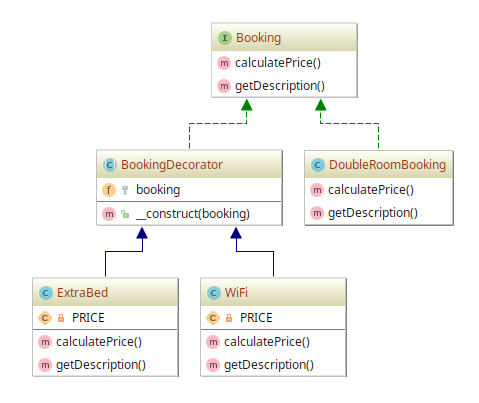 Booking
calculatePrice()
getDescription()
BookingDecorator
booking
__construct(booking)
DoubleRoomBooking
calculatePrice()
getDescription()
ExtraBed
PRICE
calculatePrice()
getDescription()
WiFi
PRICE
calculatePrice()
getDescription()